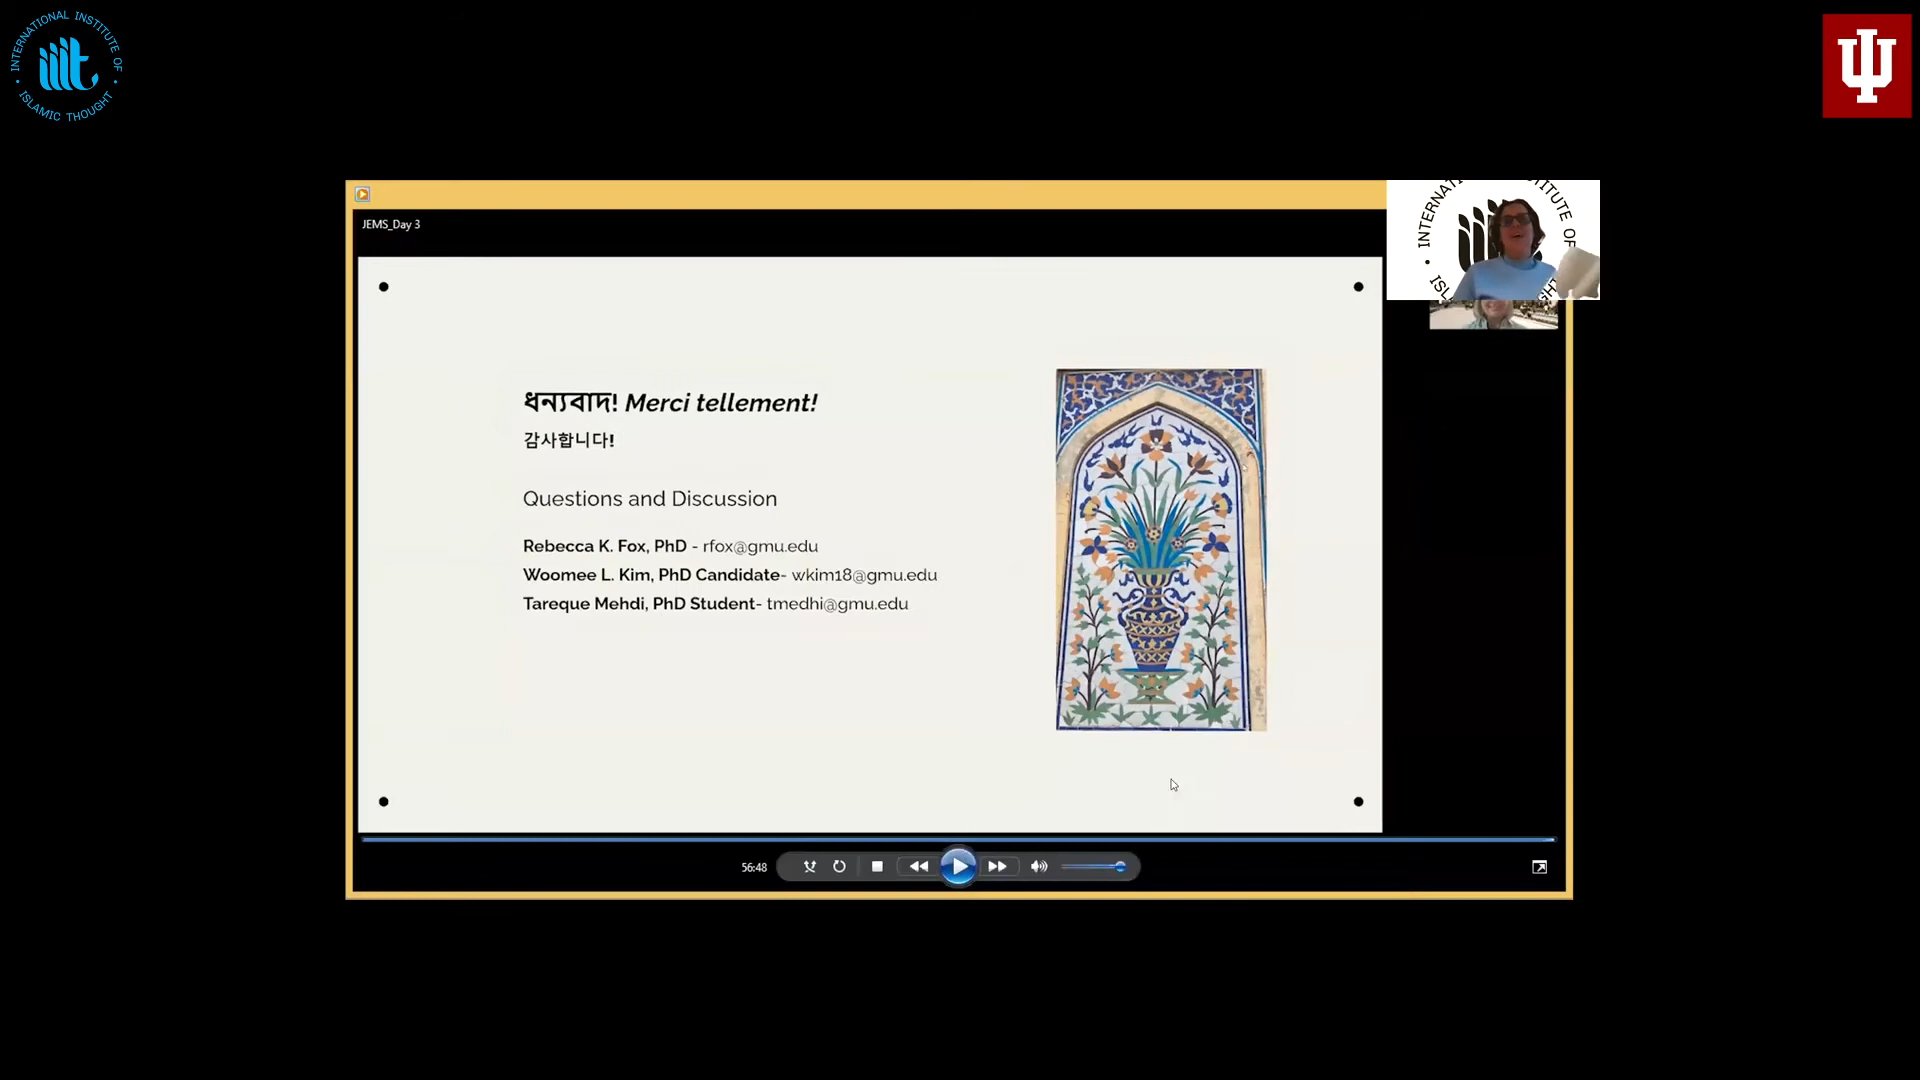 INTERNATIONAL INSTITUTE OF
ISLAMIC THOUGHT
iiit
JEMS_Day 3
ধন্যবাদ! Merci tellement!
감사합니다!
Questions and Discussion
Rebecca K. Fox, PhD - rfox@gmu.edu
Woomee L. Kim, PhD Candidate- wkim18@gmu.edu
Tareque Mehdi, PhD Student- tmedhi@gmu.edu
56:48